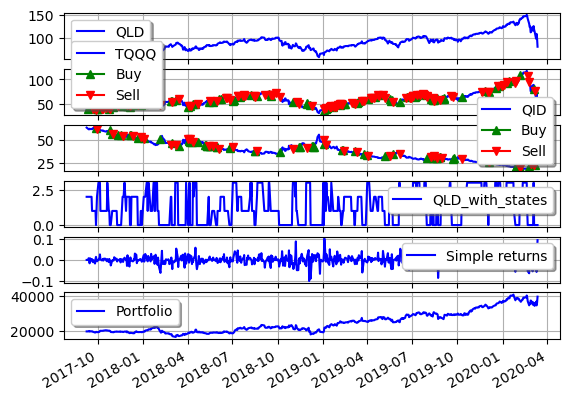 150
100
QLD
TQQQ
Buy
Sell
100
50
QID
Buy
Sell
50
25
2.5
0.0
QLD_with_states
0.1
0.0
−0.1
Simple returns
40000
20000
Portfolio
2017-10
2018-01
2018-04
2018-07
2018-10
2019-01
2019-04
2019-07
2019-10
2020-01
2020-04